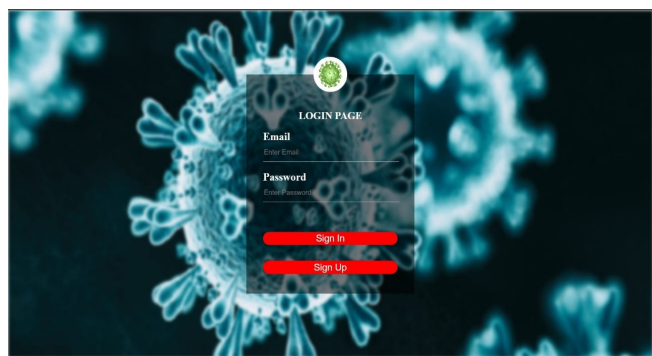 LOGIN PAGE
Email
Enter Email
Password
Enter Password
Sign In
Sign Up